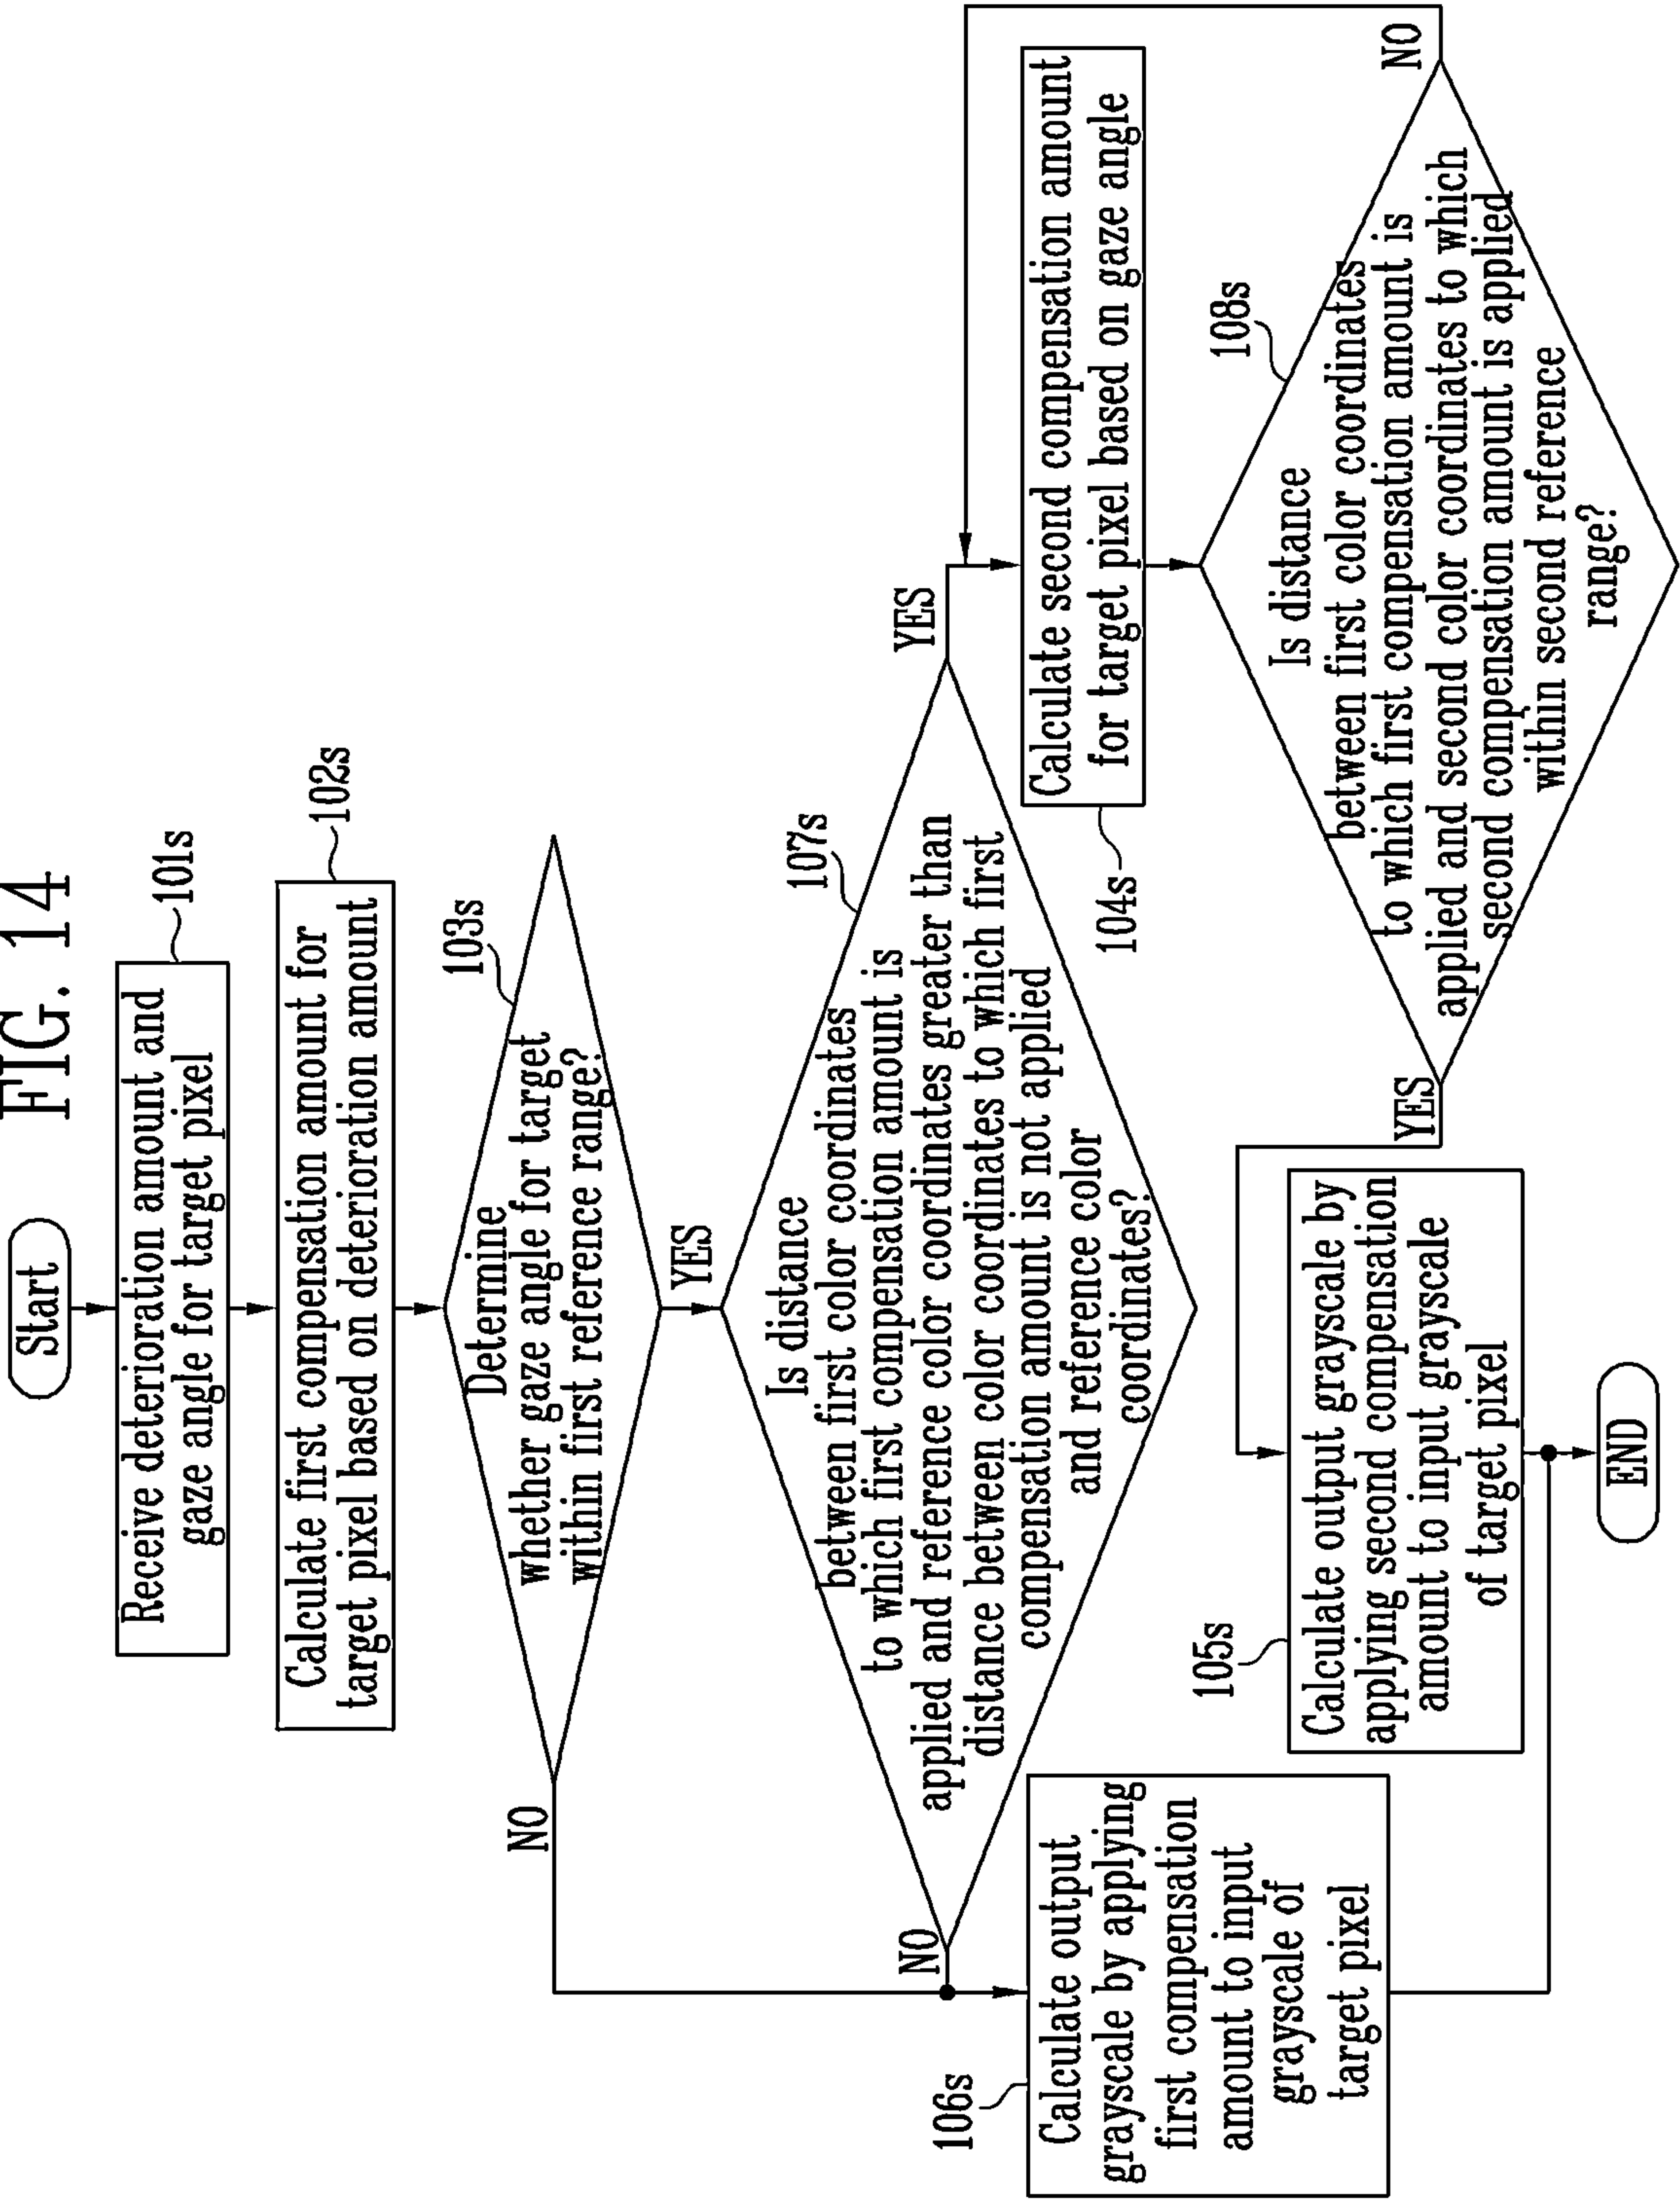 FIG. 14
Start
Receive deterioration amount and
gaze angle for target pixel
101s
Calculate first compensation amount for
target pixel based on deterioration amount
102s
Determine
whether gaze angle for target
within first reference range?
103s
NO
YES
Is distance
between first color coordinates
to which first compensation amount is
applied and reference color coordinates greater than
distance between color coordinates to which first
compensation amount is not applied
and reference color
coordinates?
107s
NO
YES
Calculate second compensation amount
for target pixel based on gaze angle
104s
Is distance
between first color coordinates
to which first compensation amount is
applied and second color coordinates to which
second compensation amount is applied
within second reference
range?
108s
NO
YES
Calculate output
grayscale by applying
first compensation
amount to input
grayscale of
target pixel
106s
Calculate output grayscale by
applying second compensation
amount to input grayscale
of target pixel
105s
END